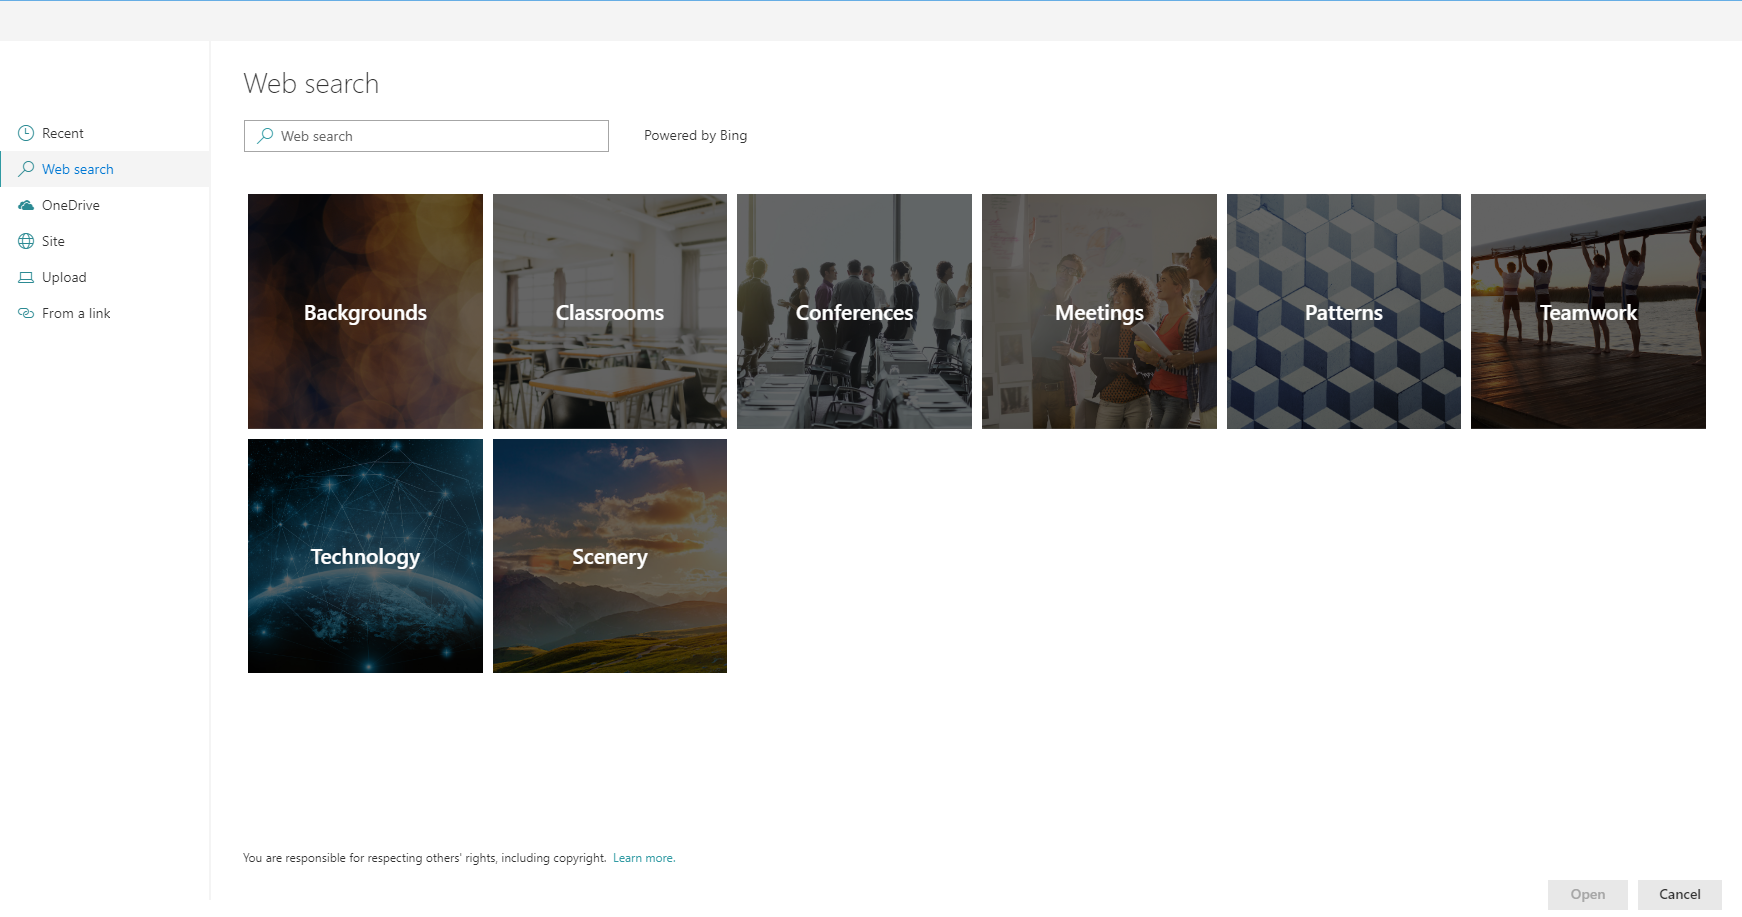 Web search
Web search
Powered by Bing
Recent
Web search
OneDrive
Site
Upload
From a link
Backgrounds
Classrooms
Conferences
Meetings
Patterns
Teamwork
Technology
Scenery
You are responsible for respecting others' rights, including copyright. Learn more.
Open
Cancel